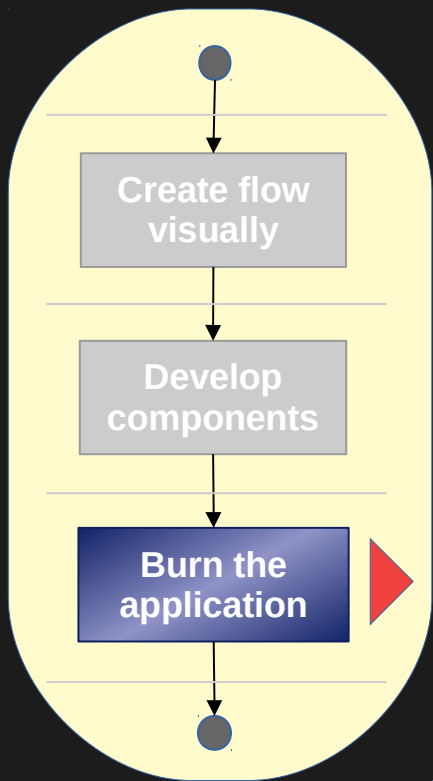 Create flow
visually
Develop
components
Burn the
application